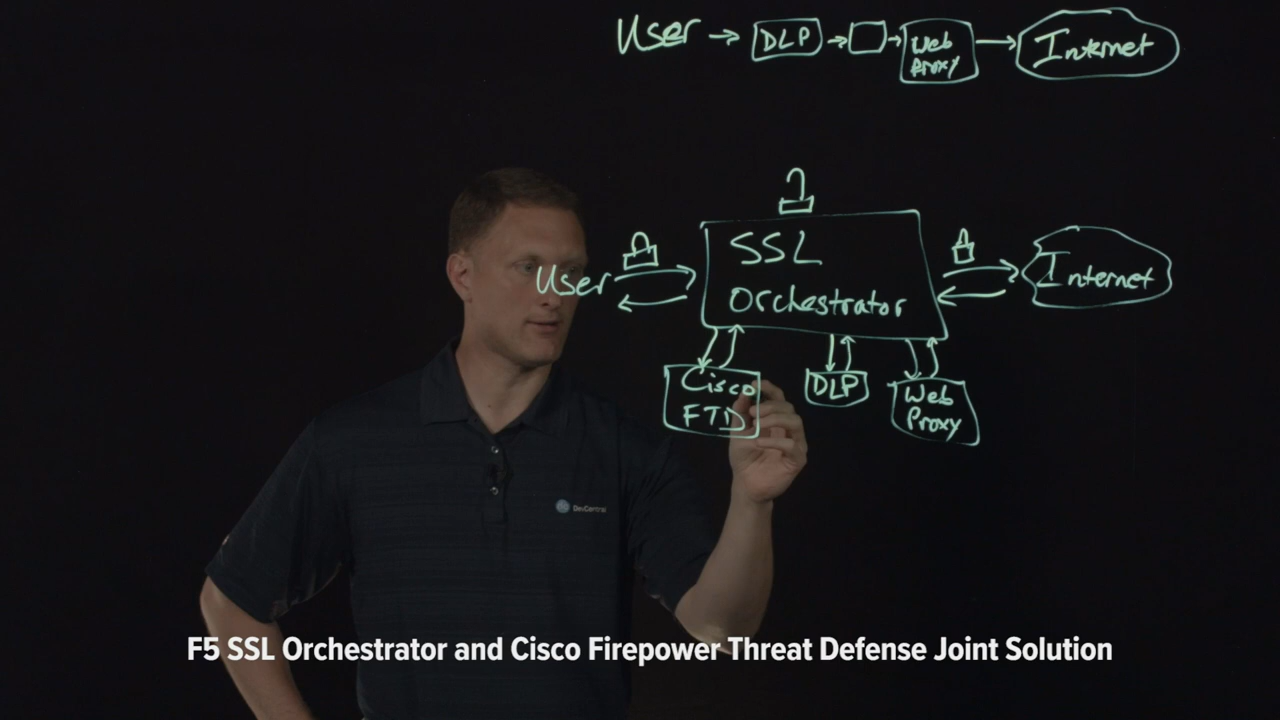 User → DLP → → Web Proxy → Internet
SSL
Orchestrator
User
Internet
Cisco
FTD
DLP
Web
Proxy
DevCentral
F5 SSL Orchestrator and Cisco Firepower Threat Defense Joint Solution